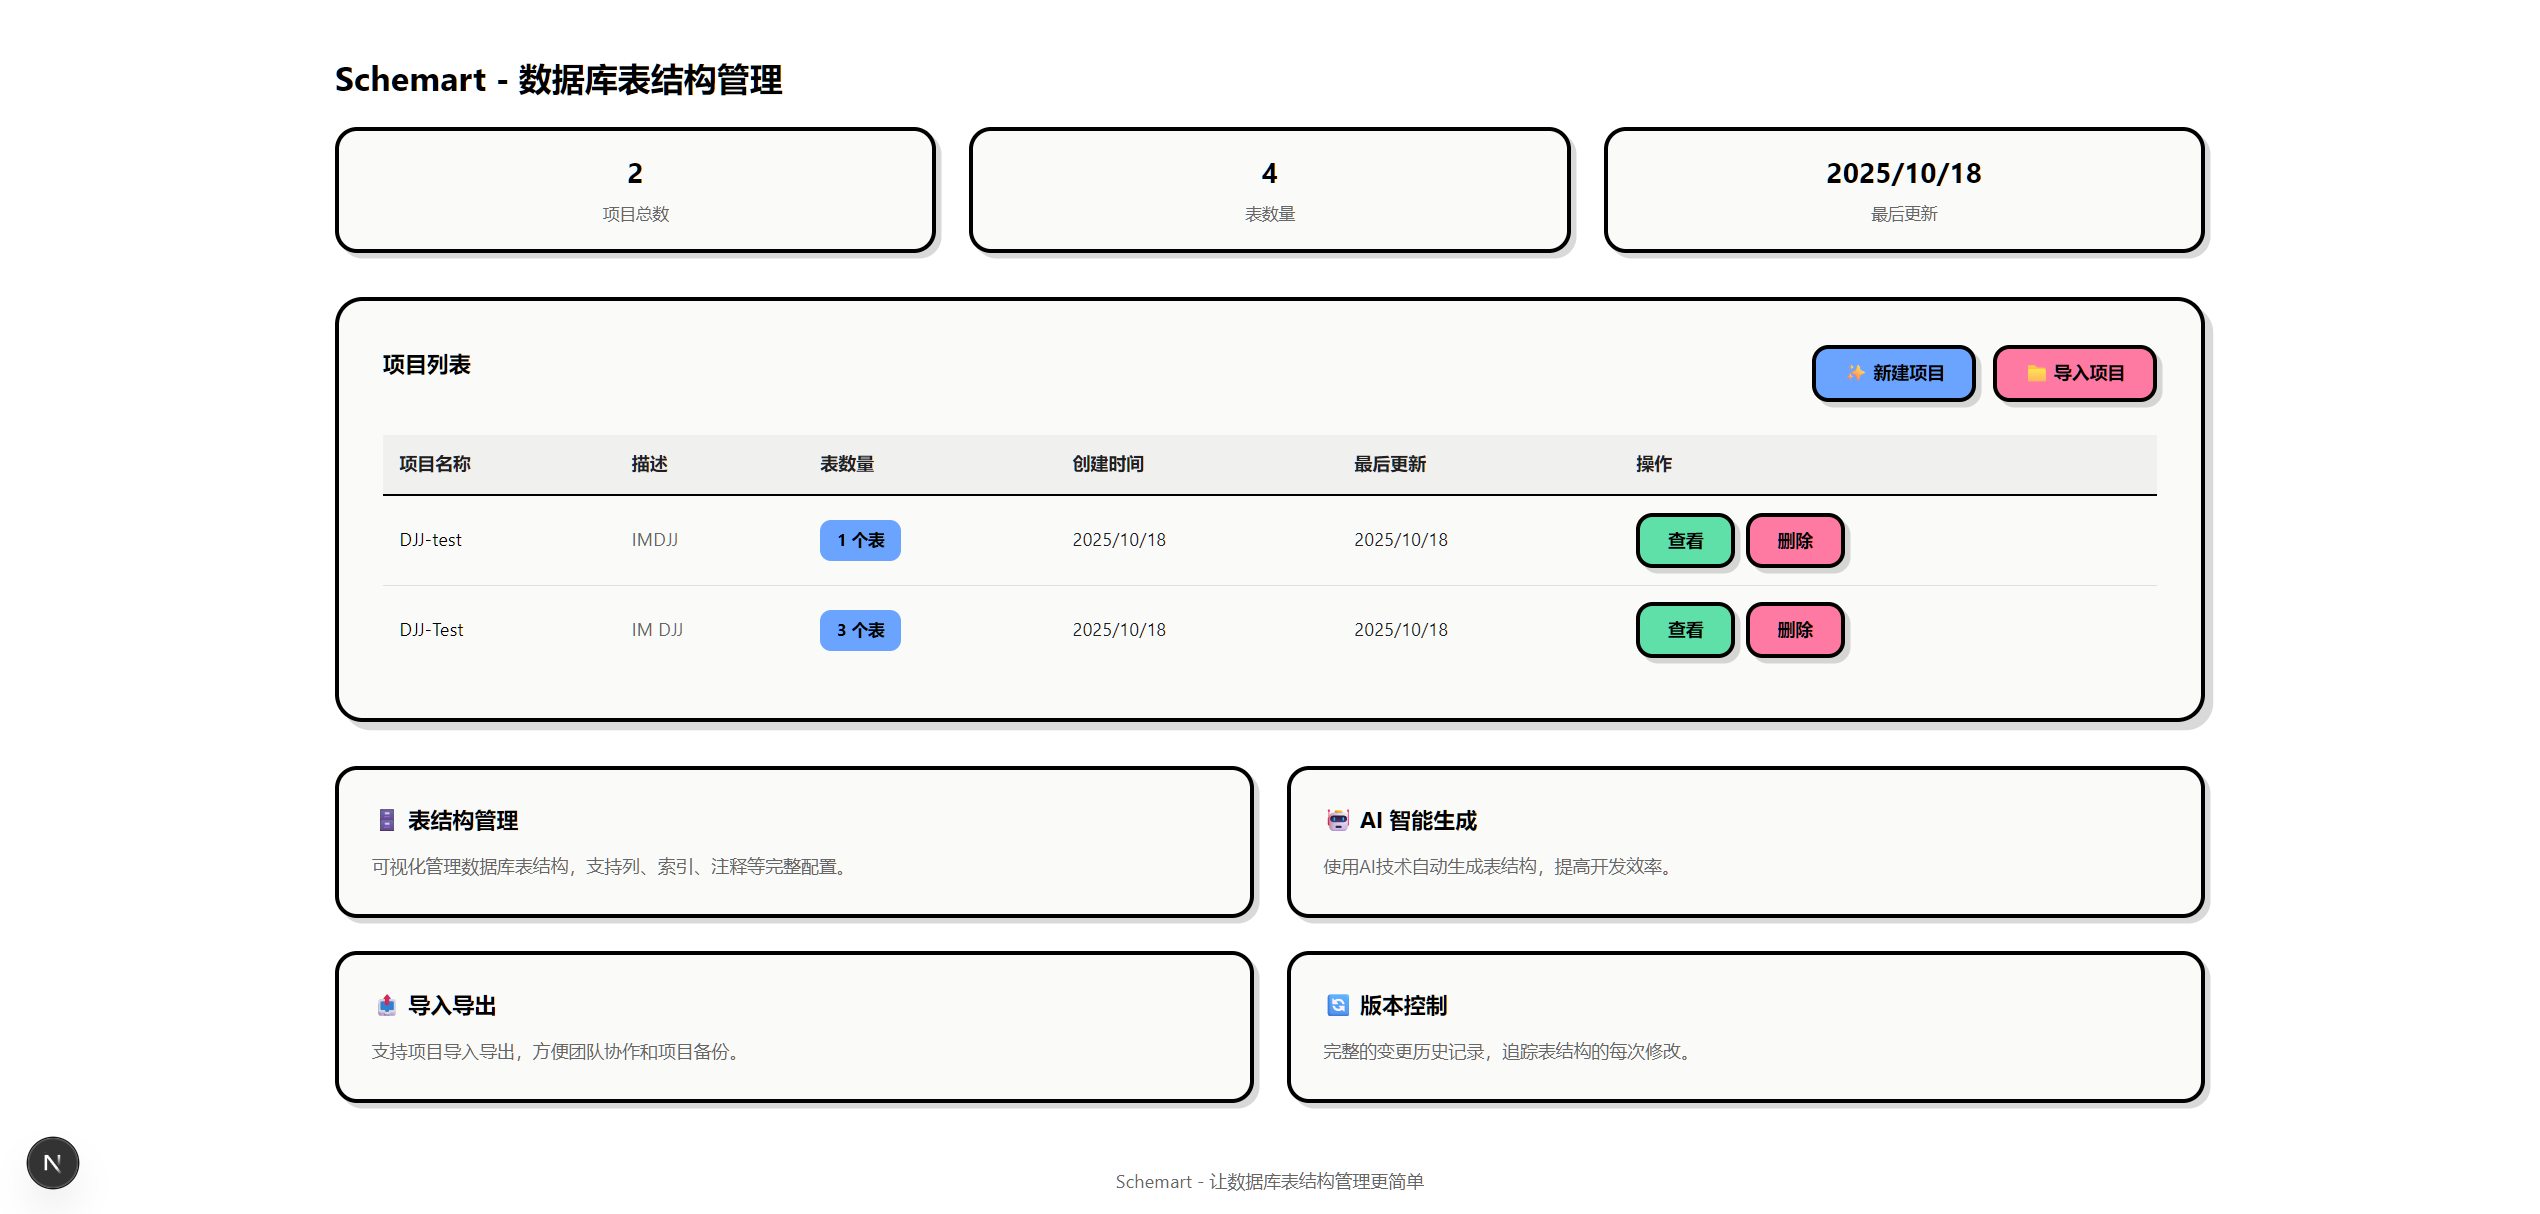 Schemart - 数据库表结构管理
2
项目总数
4
表数量
2025/10/18
最后更新
项目列表
✨ 新建项目
📁 导入项目
项目名称 描述 表数量 创建时间 最后更新 操作
DJJ-test IMDJJ 1 个表 2025/10/18 2025/10/18 查看 删除
DJJ-Test IM DJJ 3 个表 2025/10/18 2025/10/18 查看 删除
🗄️ 表结构管理
可视化管理数据库表结构，支持列、索引、注释等完整配置。
🤖 AI 智能生成
使用AI技术自动生成表结构，提高开发效率。
📤 导入导出
支持项目导入导出，方便团队协作和项目备份。
🔄 版本控制
完整的变更历史记录，追踪表结构的每次修改。
N
Schemart - 让数据库表结构管理更简单